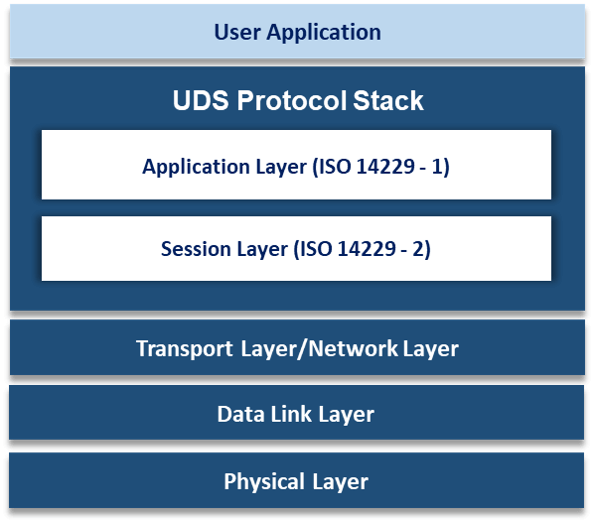 User Application
UDS Protocol Stack
Application Layer (ISO 14229 - 1)
Session Layer (ISO 14229 - 2)
Transport Layer/Network Layer
Data Link Layer
Physical Layer